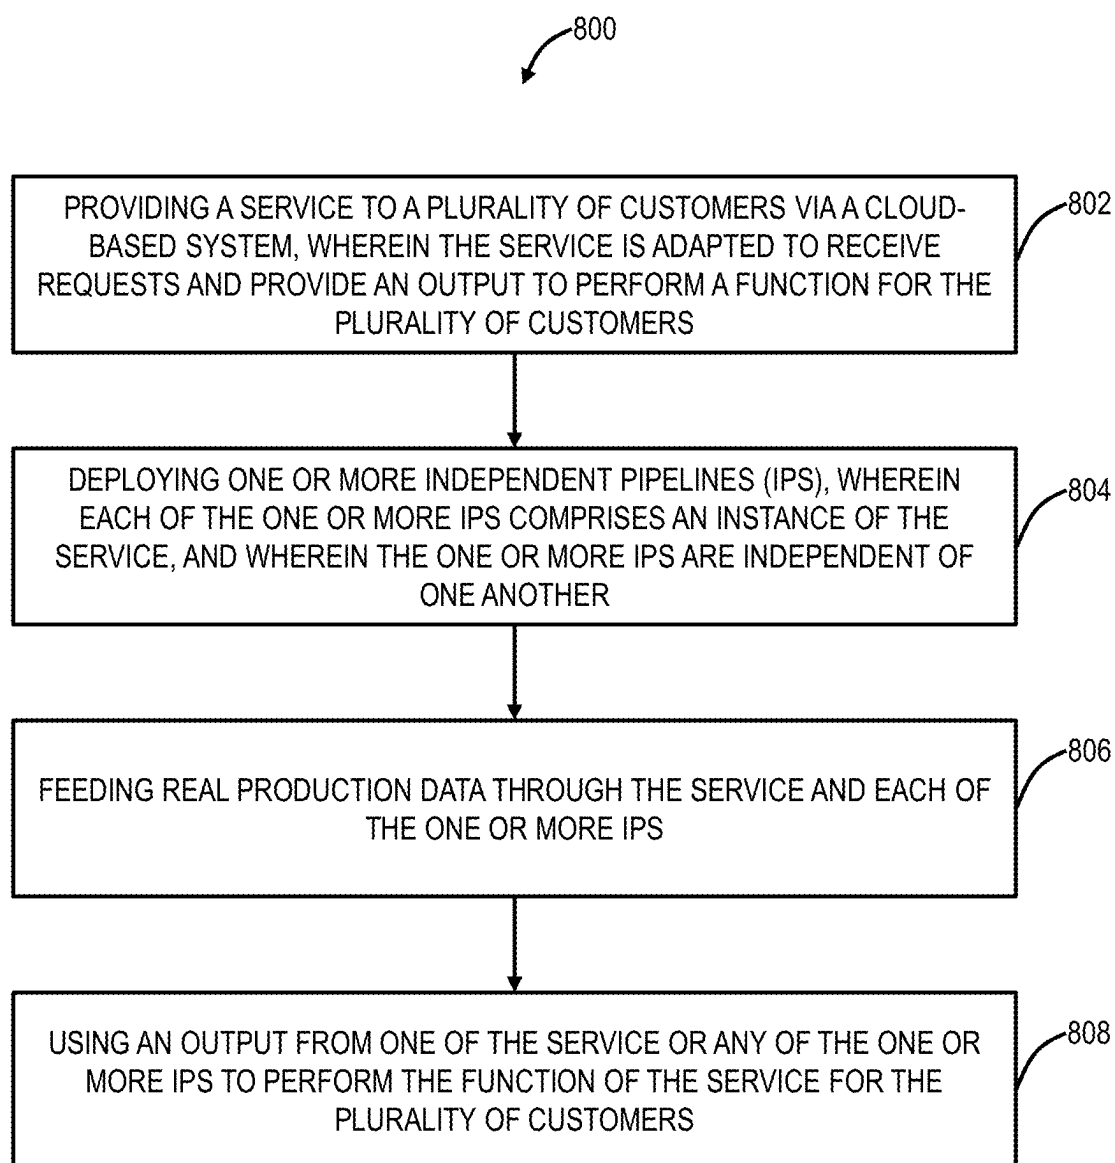 800
PROVIDING A SERVICE TO A PLURALITY OF CUSTOMERS VIA A CLOUD-
BASED SYSTEM, WHEREIN THE SERVICE IS ADAPTED TO RECEIVE
REQUESTS AND PROVIDE AN OUTPUT TO PERFORM A FUNCTION FOR THE
PLURALITY OF CUSTOMERS
802
DEPLOYING ONE OR MORE INDEPENDENT PIPELINES (IPS), WHEREIN
EACH OF THE ONE OR MORE IPS COMPRISES AN INSTANCE OF THE
SERVICE, AND WHEREIN THE ONE OR MORE IPS ARE INDEPENDENT OF
ONE ANOTHER
804
FEEDING REAL PRODUCTION DATA THROUGH THE SERVICE AND EACH OF
THE ONE OR MORE IPS
806
USING AN OUTPUT FROM ONE OF THE SERVICE OR ANY OF THE ONE OR
MORE IPS TO PERFORM THE FUNCTION OF THE SERVICE FOR THE
PLURALITY OF CUSTOMERS
808